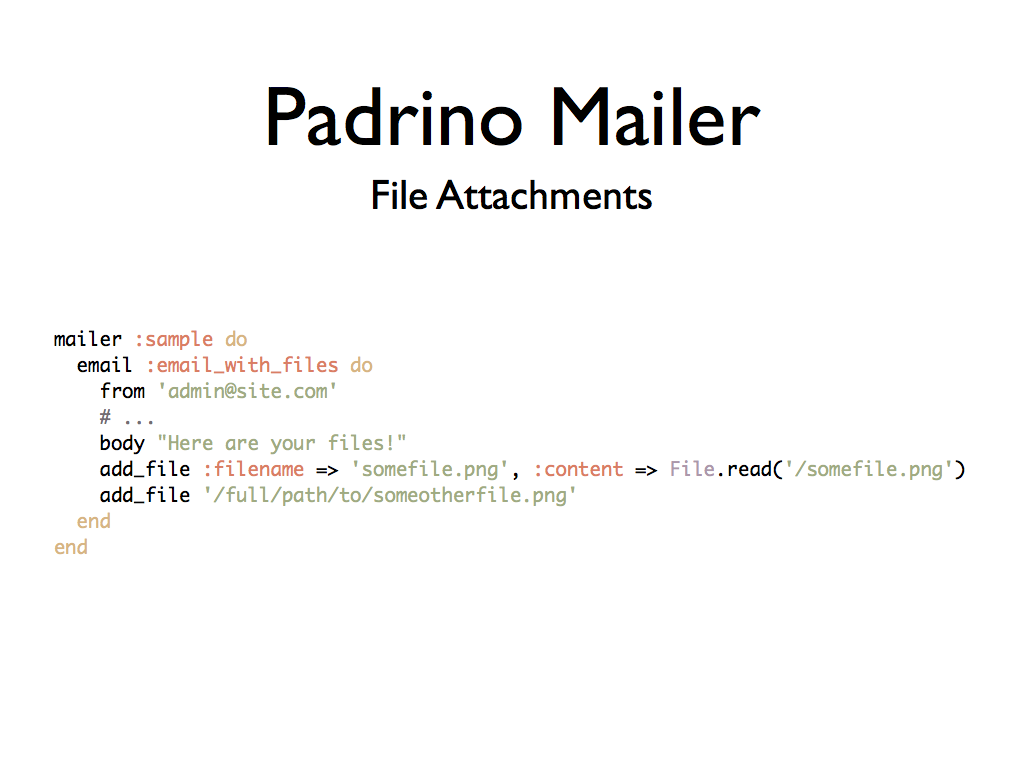 Padrino Mailer
File Attachments
mailer :sample do
  email :email_with_files do
    from 'admin@site.com'
    # ...
    body "Here are your files!"
    add_file :filename => 'somefile.png', :content => File.read('/somefile.png')
    add_file '/full/path/to/someotherfile.png'
  end
end